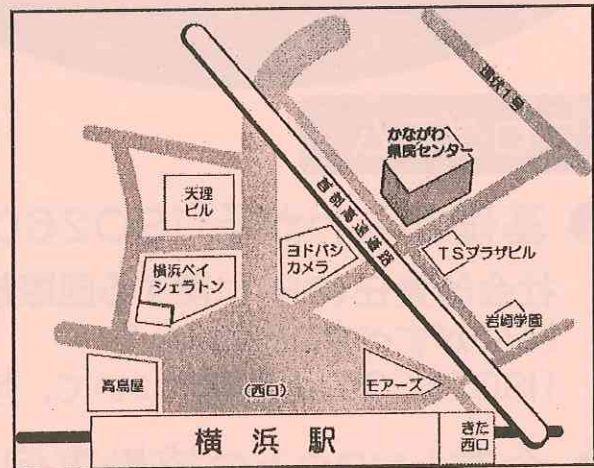 国道1号
かながわ
県民センター
首都高速道路
天理
ビル
ヨドバシ
カメラ
TSプラザビル
横浜ベイ
シェラトン
岩崎学園
高島屋
(西口)
モアーズ
横浜駅
きた
西口